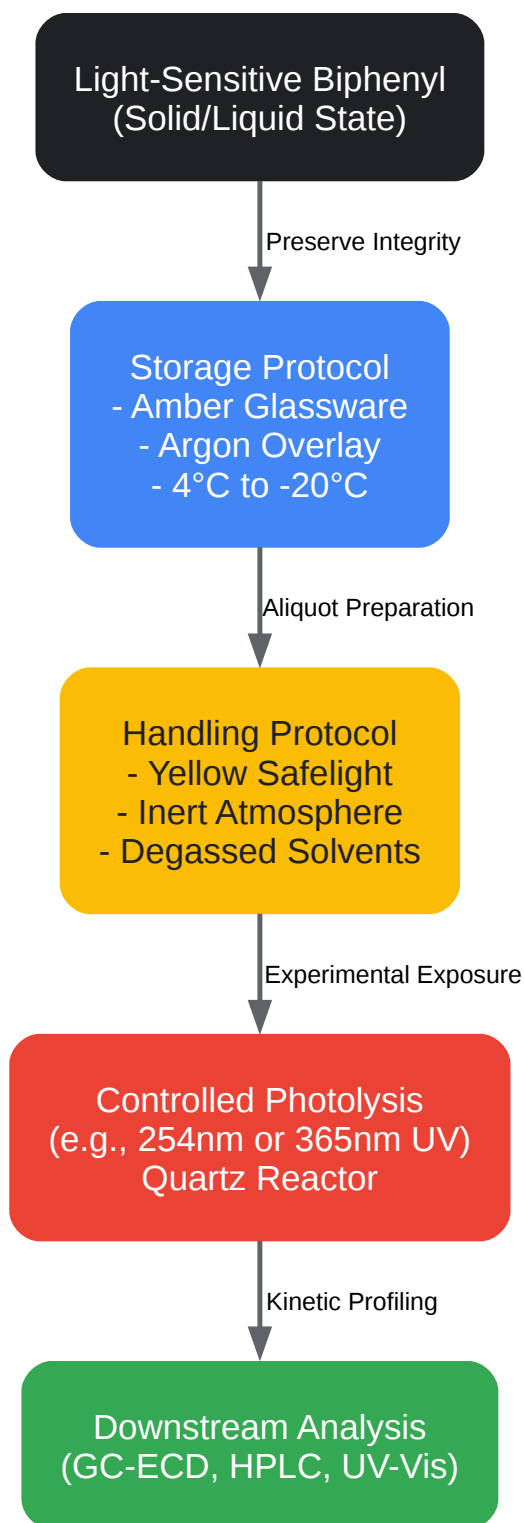 Light-Sensitive Biphenyl
(Solid/Liquid State)
Preserve Integrity
Storage Protocol
- Amber Glassware
- Argon Overlay
- 4°C to -20°C
Aliquot Preparation
Handling Protocol
- Yellow Safelight
- Inert Atmosphere
- Degassed Solvents
Experimental Exposure
Controlled Photolysis
(e.g., 254nm or 365nm UV)
Quartz Reactor
Kinetic Profiling
Downstream Analysis
(GC-ECD, HPLC, UV-Vis)